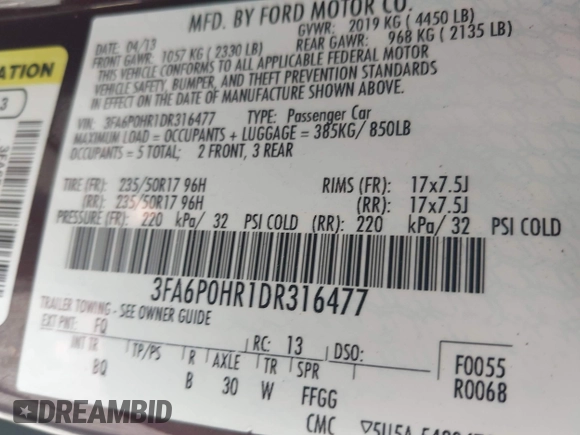 MFD. BY FORD MOTOR CO.
DATE: 04/13
GVWR: 2019 KG ( 4450 LB)
FRONT GAWR: 1057 KG ( 2330 LB)
REAR GAWR: 968 KG ( 2135 LB)
THIS VEHICLE CONFORMS TO ALL APPLICABLE FEDERAL MOTOR
VEHICLE SAFETY, BUMPER, AND THEFT PREVENTION STANDARDS
IN EFFECT ON THE DATE OF MANUFACTURE SHOWN ABOVE.
VIN: 3FA6P0HR1DR316477 TYPE: Passenger Car
MAXIMUM LOAD = OCCUPANTS + LUGGAGE = 385KG/ 850LB
OCCUPANTS = 5 TOTAL; 2 FRONT, 3 REAR
TIRE (FR): 235/50R17 96H RIMS (FR): 17x7.5J
(RR): 235/50R17 96H (RR): 17x7.5J
PRESSURE (FR): 220 kPa/ 32 PSI COLD (RR): 220 kPa/ 32 PSI COLD
3FA6P0HR1DR316477
TRAILER TOWING - SEE OWNER GUIDE
EXT PNT: FQ RC: 13 DSO:
INT TR TP/PS R AXLE TR SPR
BQ B 30 W FFGG
F0055
R0068
CMC
ATION
3
DREAMBID